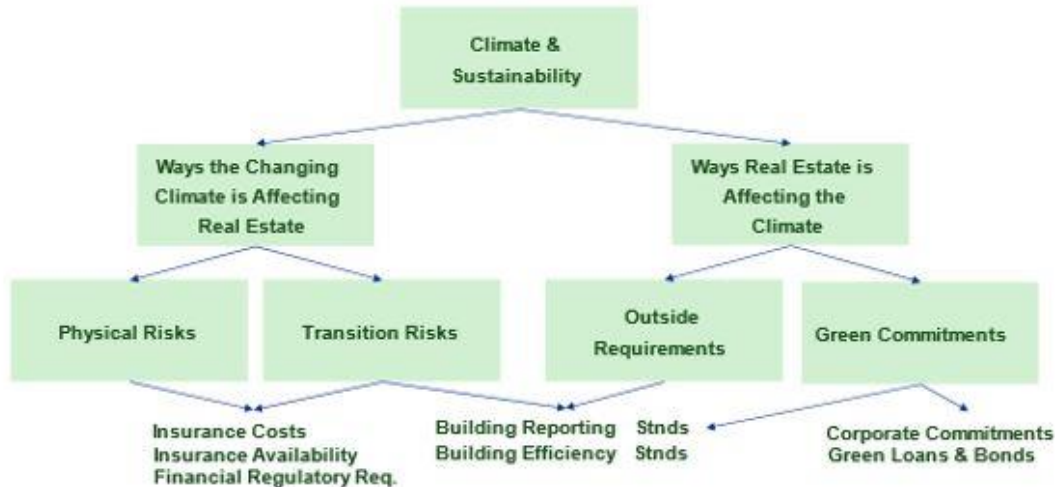 Climate &
Sustainability
Ways the Changing
Climate is Affecting
Real Estate
Ways Real Estate is
Affecting the
Climate
Physical Risks
Transition Risks
Outside
Requirements
Green Commitments
Insurance Costs
Insurance Availability
Financial Regulatory Req.
Building Reporting Stnds
Building Efficiency Stnds
Corporate Commitments
Green Loans & Bonds